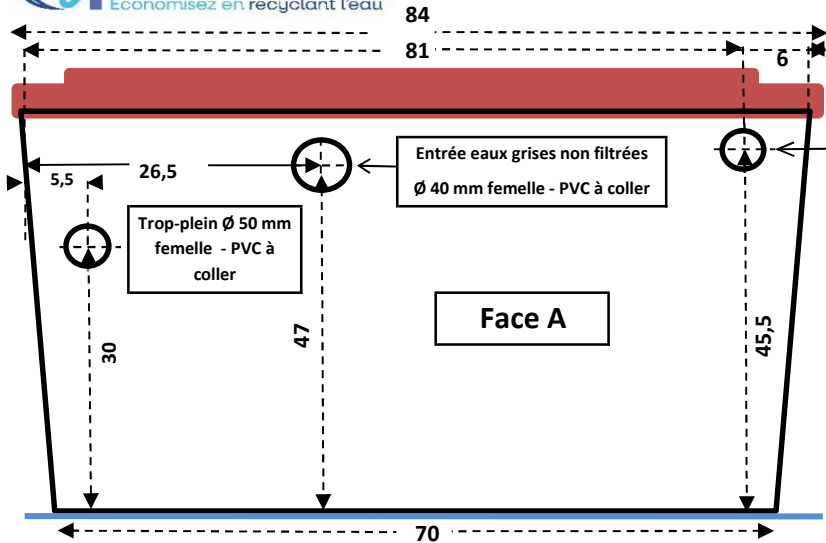 Economisez en recyclant l'eau
84
81
6
Entrée eaux grises non filtrées
Ø 40 mm femelle - PVC à coller
26,5
5,5
Trop-plein Ø 50 mm
femelle - PVC à
coller
Face A
47
30
45,5
70